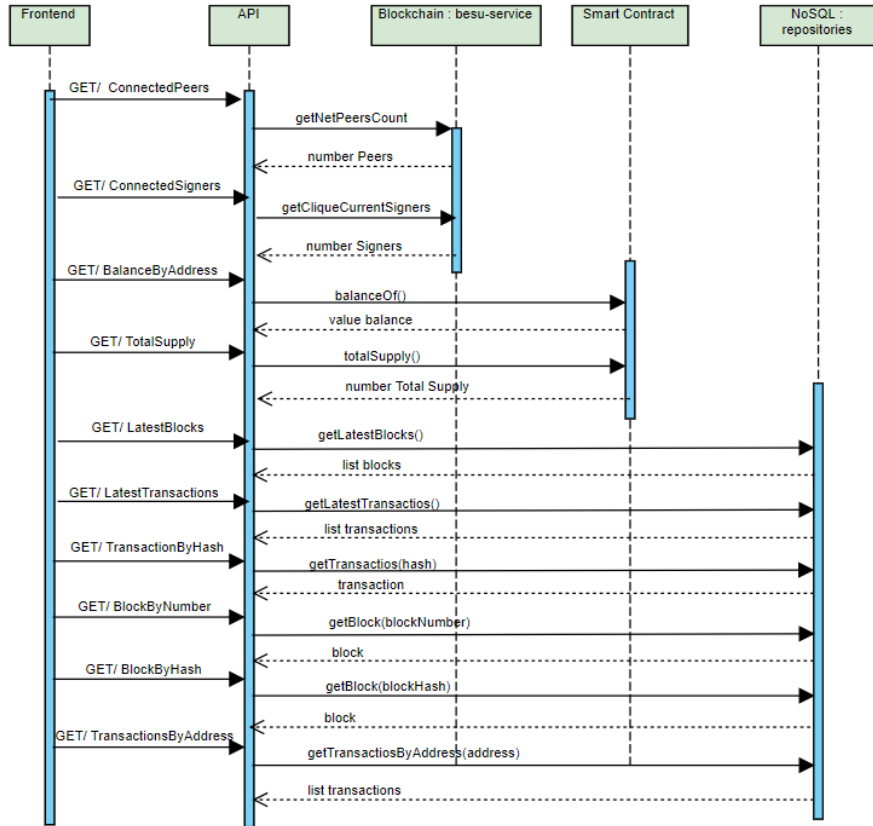 Frontend
API
Blockchain : besu-service
Smart Contract
NoSQL :
repositories
GET/  ConnectedPeers
getNetPeersCount
number Peers
GET/ ConnectedSigners
getCliqueCurrentSigners
number Signers
GET/ BalanceByAddress
balanceOf()
value balance
GET/ TotalSupply
totalSupply()
number Total Supply
GET/ LatestBlocks
getLatestBlocks()
list blocks
GET/ LatestTransactions
getLatestTransactios()
list transactions
GET/ TransactionByHash
getTransactios(hash)
transaction
GET/ BlockByNumber
getBlock(blockNumber)
block
GET/ BlockByHash
getBlock(blockHash)
block
GET/ TransactionsByAddress
getTransactiosByAddress(address)
list transactions